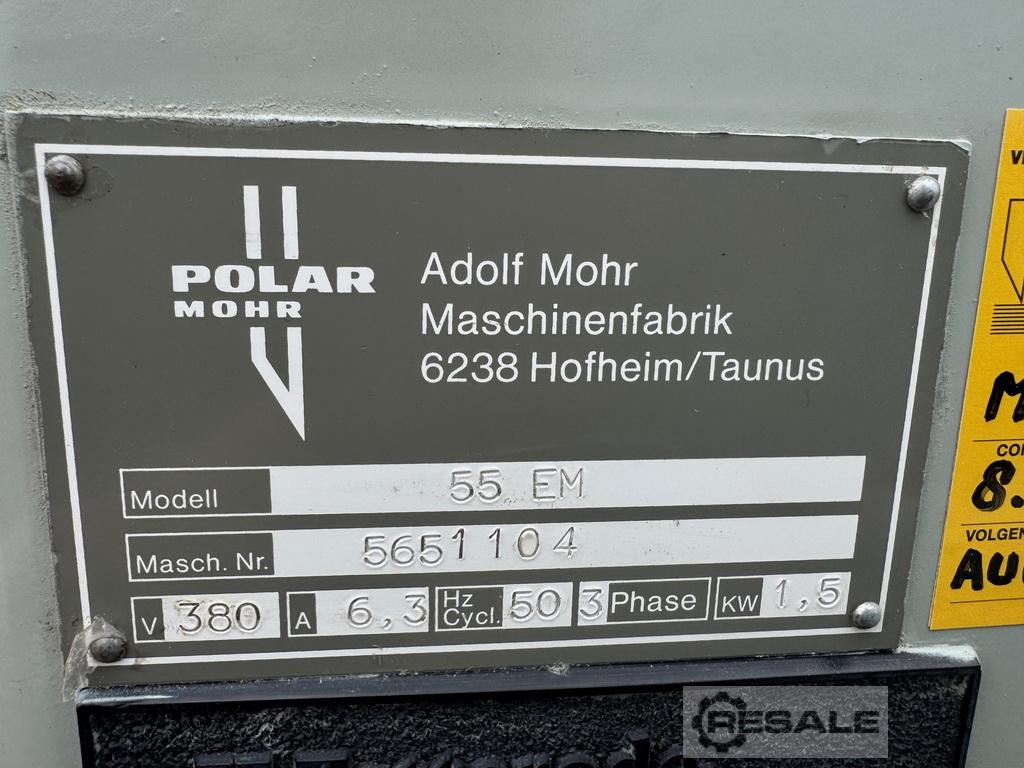 POLAR
MOHR
Adolf Mohr
Maschinenfabrik
6238 Hofheim/Taunus
Modell 55 EM
Masch. Nr. 5651104
V 380 A 6,3 Hz Cycl. 50 3 Phase KW 1,5
8.
RESALE